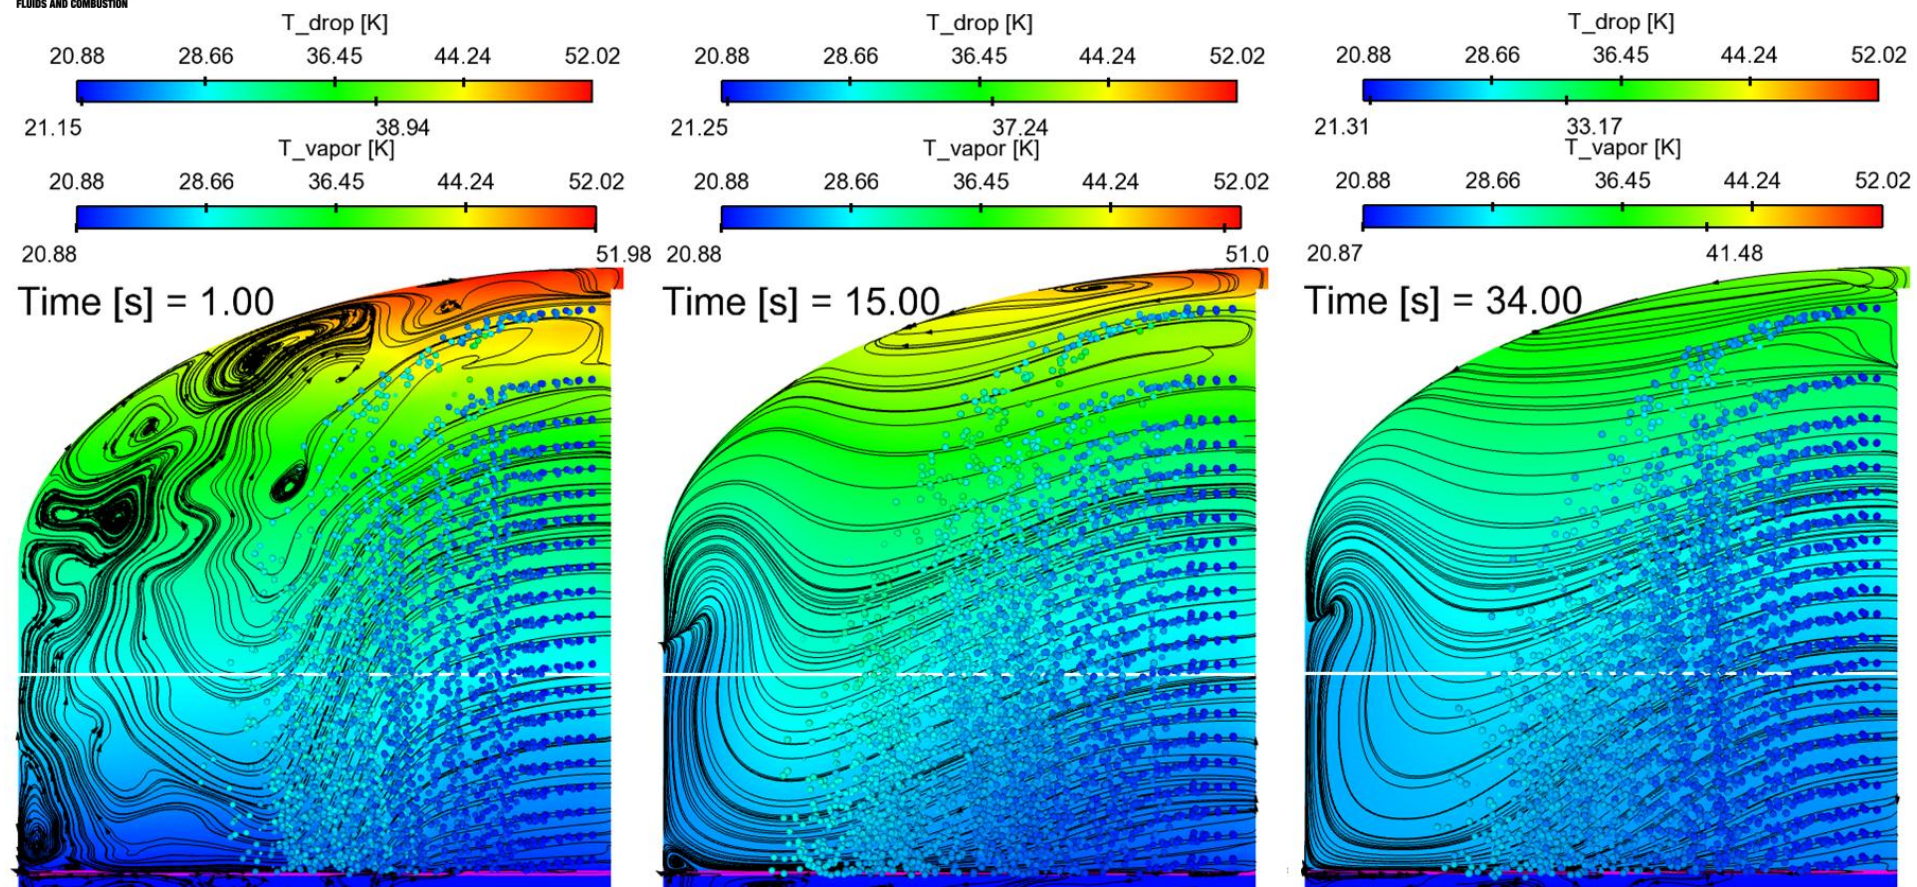 FLUIDS AND COMBUSTION
T_drop [K]
20.88 28.66 36.45 44.24 52.02
21.15 38.94
T_vapor [K]
20.88 28.66 36.45 44.24 52.02
20.88 51.98
Time [s] = 1.00
T_drop [K]
20.88 28.66 36.45 44.24 52.02
21.25 37.24
T_vapor [K]
20.88 28.66 36.45 44.24 52.02
20.88 51.0
Time [s] = 15.00
T_drop [K]
20.88 28.66 36.45 44.24 52.02
21.31 33.17
T_vapor [K]
20.88 28.66 36.45 44.24 52.02
20.87 41.48
Time [s] = 34.00